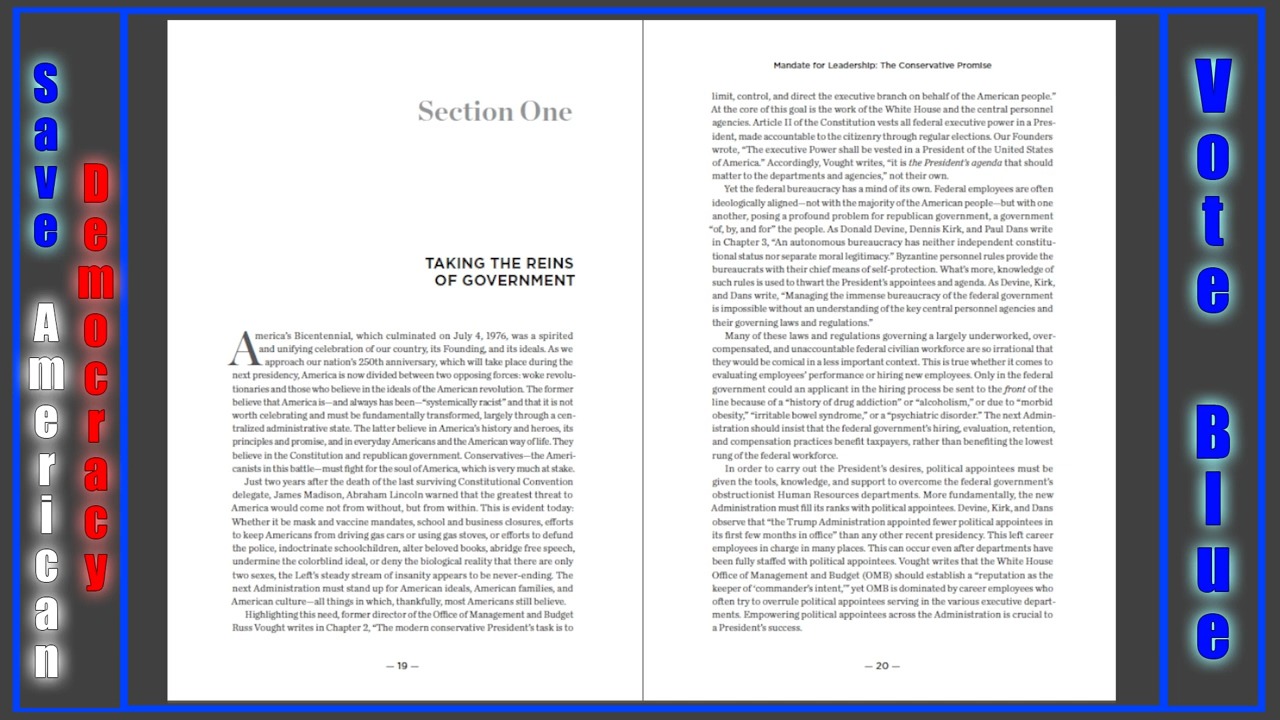 Save
American
Democracy
Section One
TAKING THE REINS
OF GOVERNMENT
America's Bicentennial, which culminated on July 4, 1976, was a spirited
and unifying celebration of our country, its Founding, and its ideals. As we
approach our nation's 250th anniversary, which will take place during the
next presidency, America is now divided between two opposing forces: woke revolu-
tionaries and those who believe in the ideals of the American revolution. The former
believe that America is—and always has been—"systemically racist" and that it is not
worth celebrating and must be fundamentally transformed, largely through a cen-
tralized administrative state. The latter believe in America's history and heroes, its
principles and promise, and in everyday Americans and the American way of life. They
believe in the Constitution and republican government. Conservatives—the Ameri-
canists in this battle—must fight for the soul of America, which is very much at stake.
Just two years after the death of the last surviving Constitutional Convention
delegate, James Madison, Abraham Lincoln warned that the greatest threat to
America would come not from without, but from within. This is evident today:
Whether it be mask and vaccine mandates, school and business closures, efforts
to keep Americans from driving gas cars or using gas stoves, or efforts to defund
the police, indoctrinate schoolchildren, alter beloved books, abridge free speech,
undermine the colorblind ideal, or deny the biological reality that there are only
two sexes, the Left's steady stream of insanity appears to be never-ending. The
next Administration must stand up for American ideals, American families, and
American culture—all things in which, thankfully, most Americans still believe.
Highlighting this need, former director of the Office of Management and Budget
Russ Vought writes in Chapter 2, "The modern conservative President's task is to
— 19 —
Mandate for Leadership: The Conservative Promise
limit, control, and direct the executive branch on behalf of the American people."
At the core of this goal is the work of the White House and the central personnel
agencies. Article II of the Constitution vests all federal executive power in a Pres-
ident, made accountable to the citizenry through regular elections. Our Founders
wrote, "The executive Power shall be vested in a President of the United States
of America." Accordingly, Vought writes, "it is the President's agenda that should
matter to the departments and agencies," not their own.
Yet the federal bureaucracy has a mind of its own. Federal employees are often
ideologically aligned—not with the majority of the American people—but with one
another, posing a profound problem for republican government, a government
"of, by, and for" the people. As Donald Devine, Dennis Kirk, and Paul Dans write
in Chapter 3, "An autonomous bureaucracy has neither independent constitu-
tional status nor separate moral legitimacy." Byzantine personnel rules provide the
bureaucrats with their chief means of self-protection. What's more, knowledge of
such rules is used to thwart the President's appointees and agenda. As Devine, Kirk,
and Dans write, "Managing the immense bureaucracy of the federal government
is impossible without an understanding of the key central personnel agencies and
their governing laws and regulations."
Many of these laws and regulations governing a largely underworked, over-
compensated, and unaccountable federal civilian workforce are so irrational that
they would be comical in a less important context. This is true whether it comes to
evaluating employees' performance or hiring new employees. Only in the federal
government could an applicant in the hiring process be sent to the front of the
line because of a "history of drug addiction" or "alcoholism," or due to "morbid
obesity," "irritable bowel syndrome," or a "psychiatric disorder." The next Admin-
istration should insist that the federal government's hiring, evaluation, retention,
and compensation practices benefit taxpayers, rather than benefiting the lowest
rung of the federal workforce.
In order to carry out the President's desires, political appointees must be
given the tools, knowledge, and support to overcome the federal government's
obstructionist Human Resources departments. More fundamentally, the new
Administration must fill its ranks with political appointees. Devine, Kirk, and Dans
observe that "the Trump Administration appointed fewer political appointees in
its first few months in office" than any other recent presidency. This left career
employees in charge in many places. This can occur even after departments have
been fully staffed with political appointees. Vought writes that the White House
Office of Management and Budget (OMB) should establish a "reputation as the
keeper of 'commander's intent,'" yet OMB is dominated by career employees who
often try to overrule political appointees serving in the various executive depart-
ments. Empowering political appointees across the Administration is crucial to
a President's success.
— 20 —
Vote
Blue